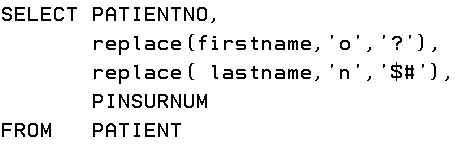 SELECT PATIENTNO,
       replace(firstname,'o','?'),
       replace( lastname,'n','$#'),
       PINSURNUM
FROM   PATIENT